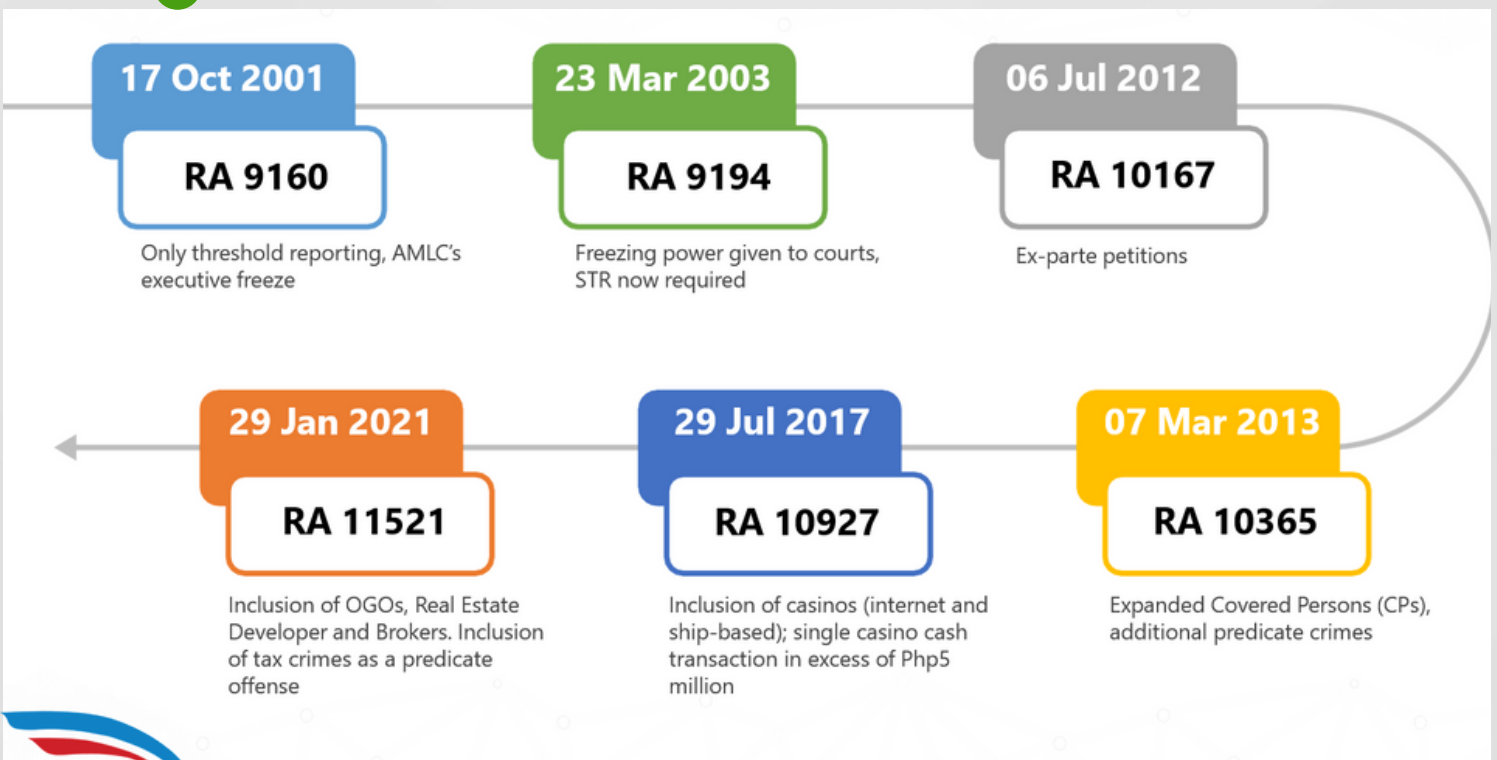 17 Oct 2001
RA 9160
Only threshold reporting, AMLC's
executive freeze
23 Mar 2003
RA 9194
Freezing power given to courts,
STR now required
06 Jul 2012
RA 10167
Ex-parte petitions
07 Mar 2013
RA 10365
Expanded Covered Persons (CPs),
additional predicate crimes
29 Jul 2017
RA 10927
Inclusion of casinos (internet and
ship-based); single casino cash
transaction in excess of Php5
million
29 Jan 2021
RA 11521
Inclusion of OGOs, Real Estate
Developer and Brokers. Inclusion
of tax crimes as a predicate
offense